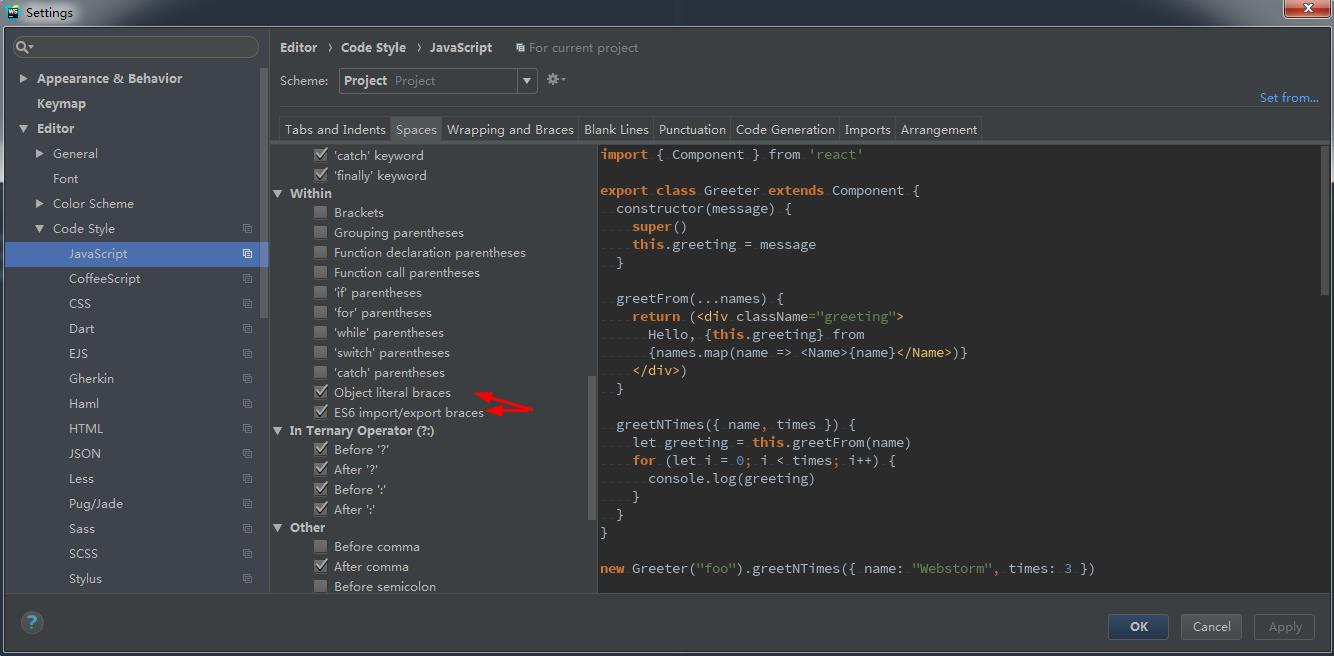 WS Settings
Appearance & Behavior
Keymap
Editor
General
Font
Color Scheme
Code Style
JavaScript
CoffeeScript
CSS
Dart
EJS
Gherkin
Haml
HTML
JSON
Less
Pug/Jade
Sass
SCSS
Stylus
Editor › Code Style › JavaScript For current project
Scheme: Project Project
Set from...
Tabs and Indents Spaces Wrapping and Braces Blank Lines Punctuation Code Generation Imports Arrangement
'catch' keyword
'finally' keyword
Within
Brackets
Grouping parentheses
Function declaration parentheses
Function call parentheses
'if' parentheses
'for' parentheses
'while' parentheses
'switch' parentheses
'catch' parentheses
Object literal braces
ES6 import/export braces
In Ternary Operator (?:)
Before '?'
After '?'
Before ':'
After ':'
Other
Before comma
After comma
Before semicolon
import { Component } from 'react'
export class Greeter extends Component {
constructor(message) {
super()
this.greeting = message
}
greetFrom(...names) {
return (<div className="greeting">
Hello, {this.greeting} from
{names.map(name => <Name>{name}</Name>)}
</div>)
}
greetNTimes({ name, times }) {
let greeting = this.greetFrom(name)
for (let i = 0; i < times; i++) {
console.log(greeting)
}
}
}
new Greeter("foo").greetNTimes({ name: "Webstorm", times: 3 })
?
OK Cancel Apply